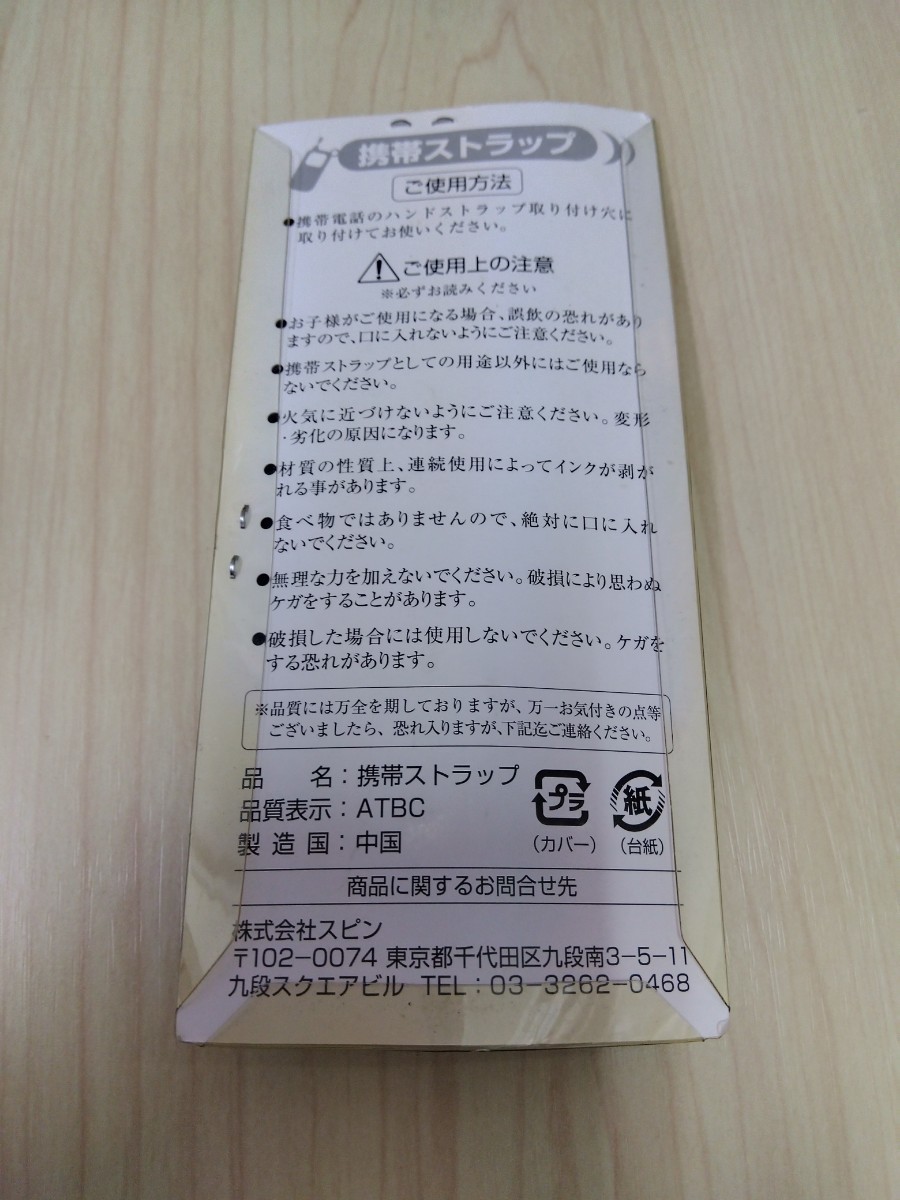 携帯ストラップ
ご使用方法
●携帯電話のハンドストラップ取り付け穴に
取り付けてお使いください。
ご使用上の注意
※必ずお読みください
●お子様がご使用になる場合、誤飲の恐れがあり
ますので、口に入れないようにご注意ください。
●携帯ストラップとしての用途以外にはご使用なら
ないでください。
●火気に近づけないようにご注意ください。変形
・劣化の原因になります。
●材質の性質上、連続使用によってインクが剥が
れる事があります。
●食べ物ではありませんので、絶対に口に入れ
ないでください。
●無理な力を加えないでください。破損により思わぬ
ケガをすることがあります。
●破損した場合には使用しないでください。ケガを
する恐れがあります。
※品質には万全を期しておりますが、万一お気付きの点等
ございましたら、恐れ入りますが、下記迄ご連絡ください。
品　　名：携帯ストラップ
品質表示：ATBC
製造国：中国
プラ 紙
（カバー）（台紙）
商品に関するお問合せ先
株式会社スピン
〒102-0074 東京都千代田区九段南3-5-11
九段スクエアビル TEL：03-3262-0468